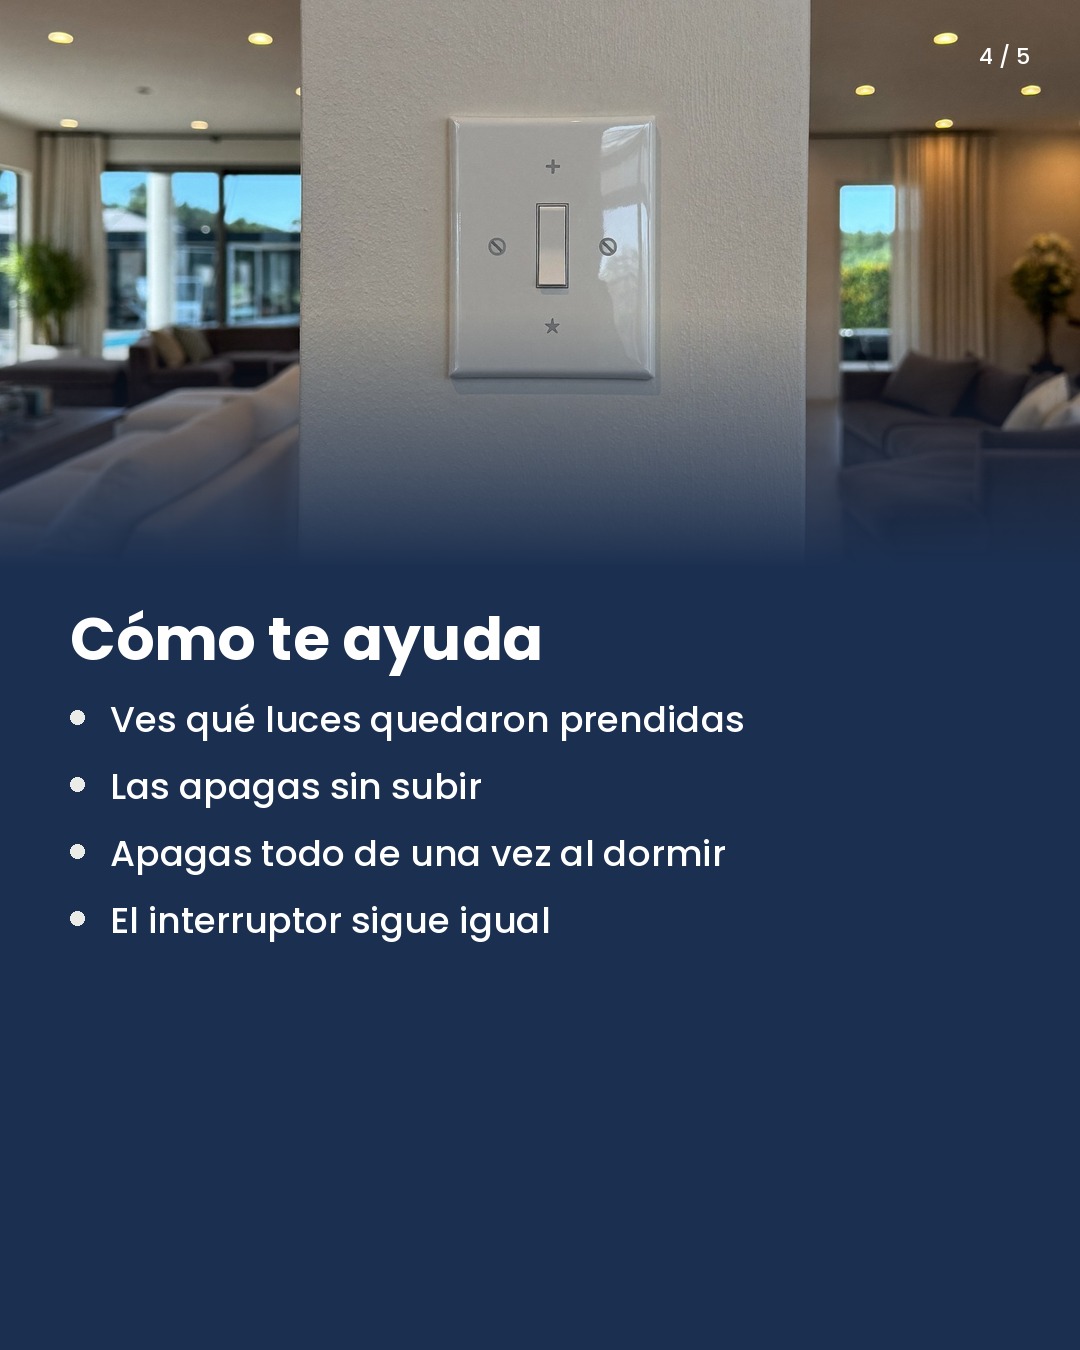 4 / 5
Cómo te ayuda
Ves qué luces quedaron prendidas
Las apagas sin subir
Apagas todo de una vez al dormir
El interruptor sigue igual